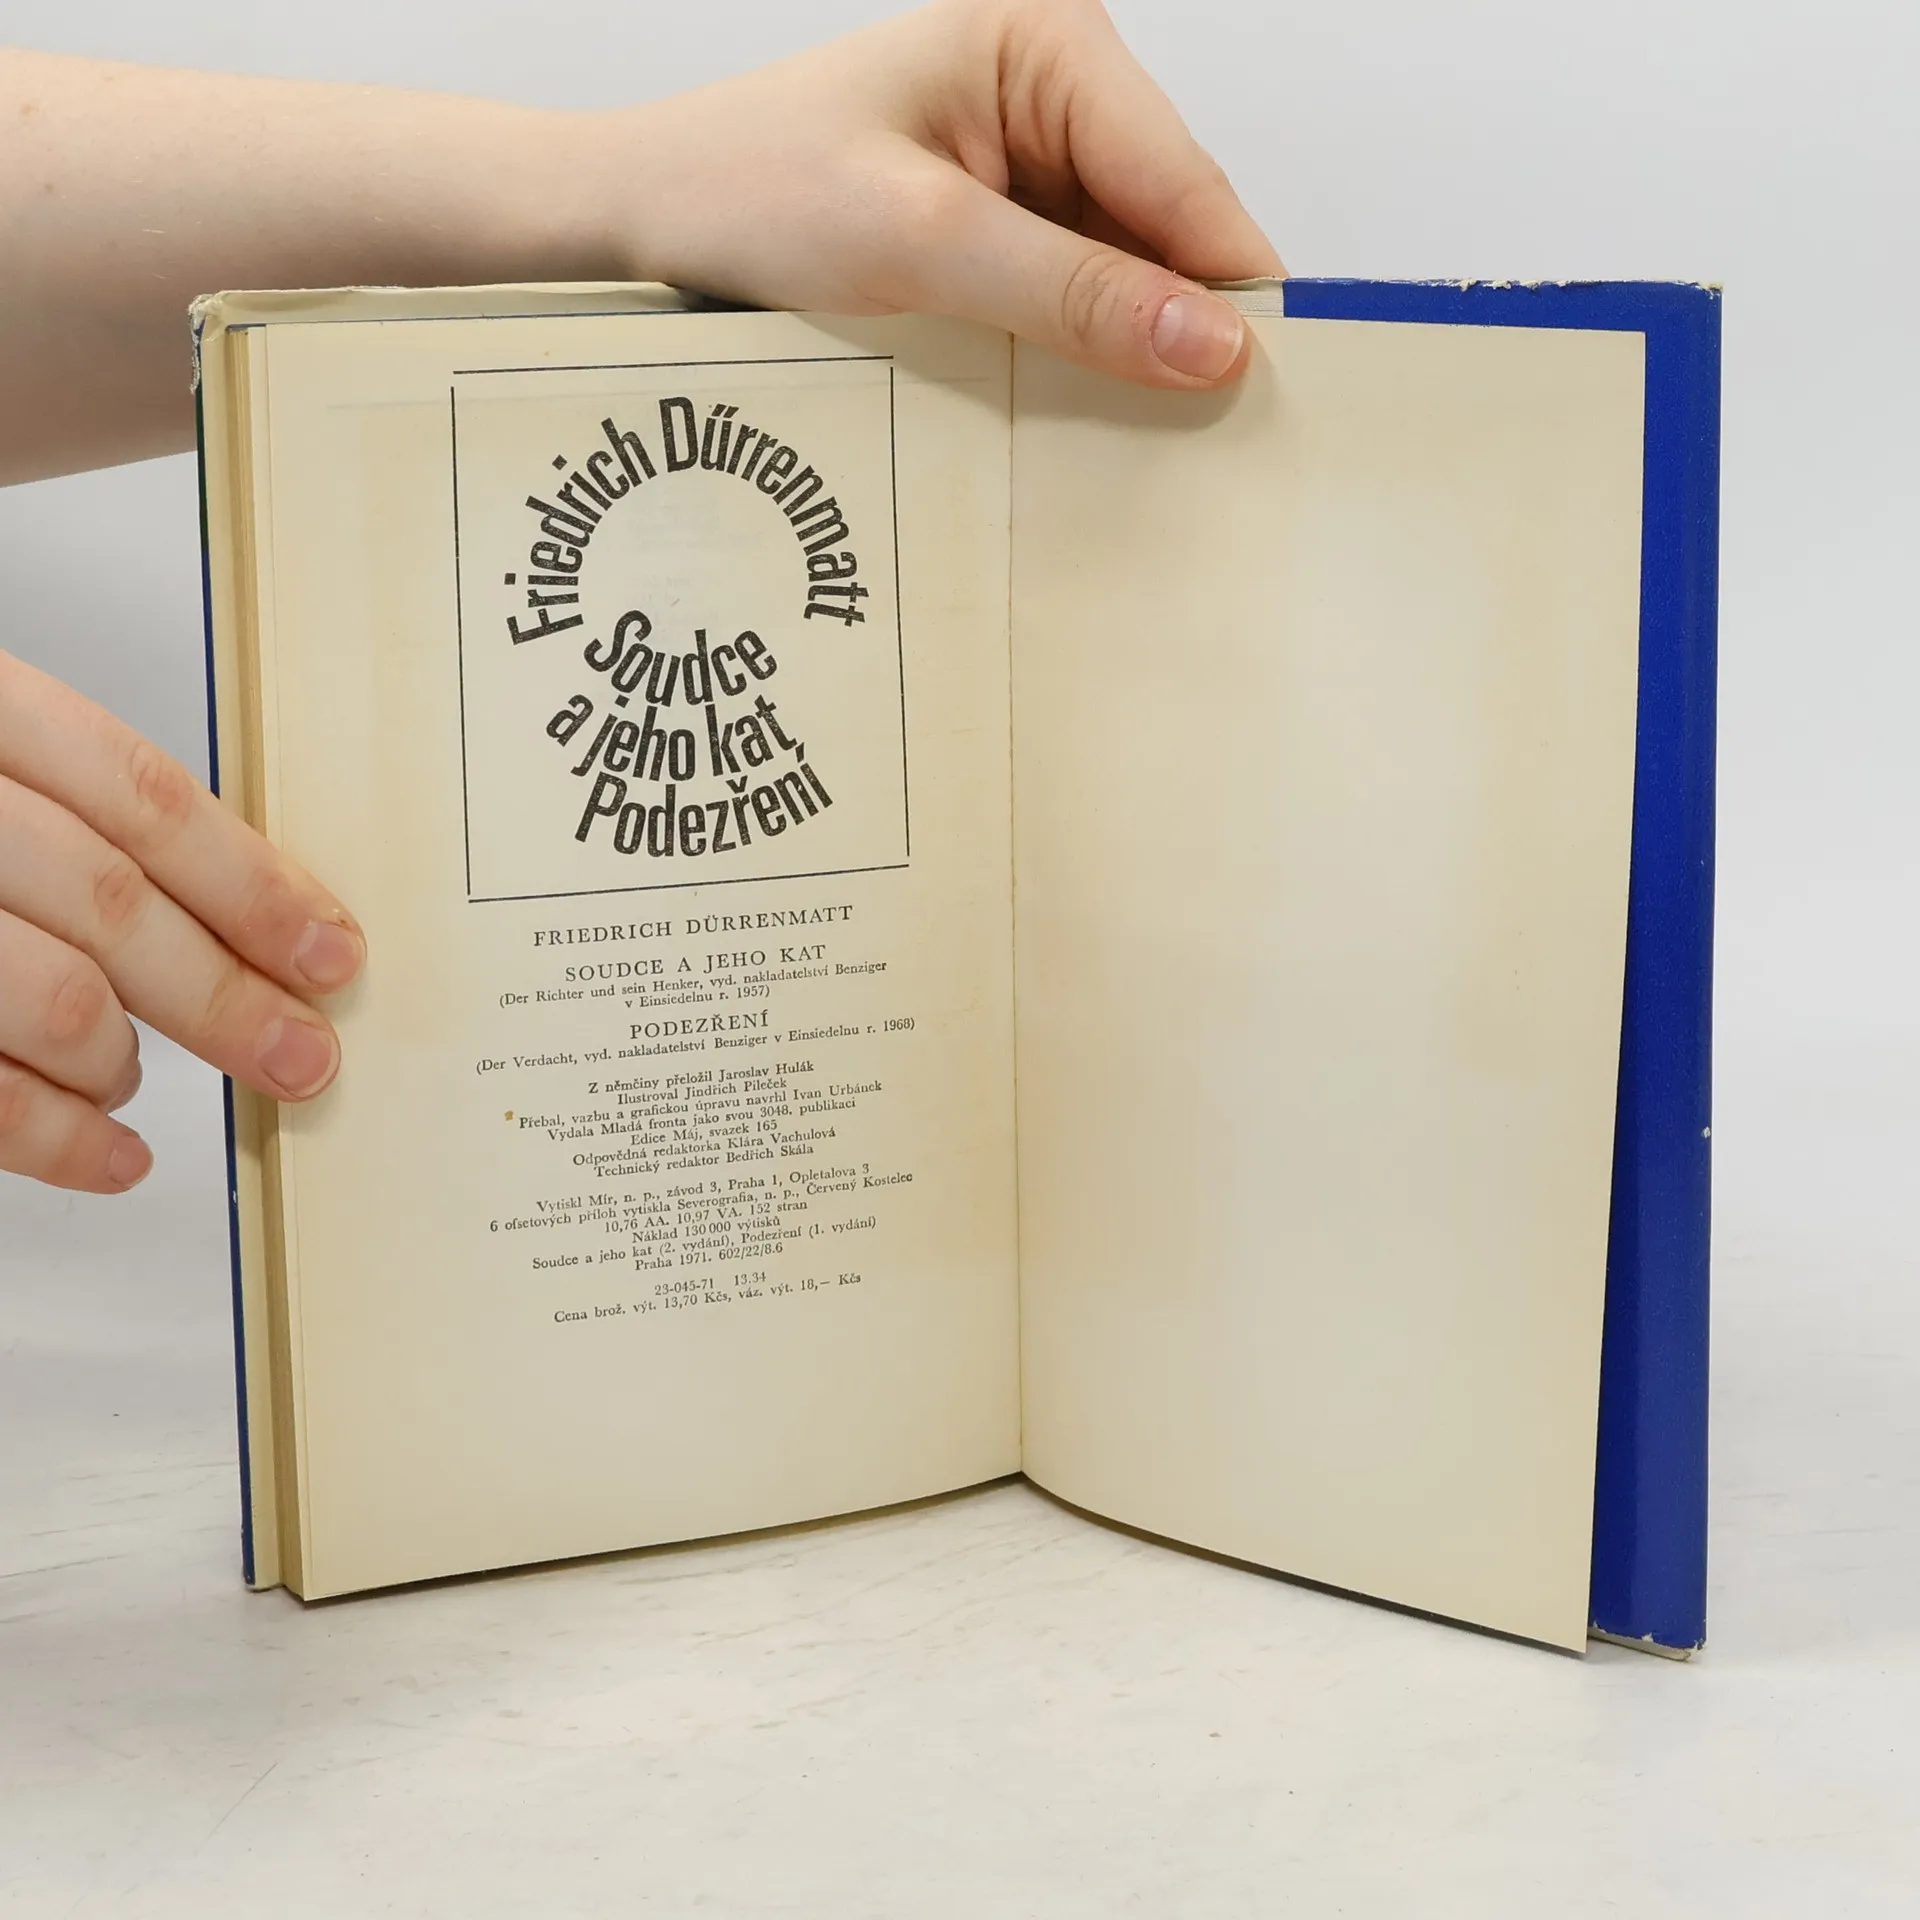 Friedrich Dűrrenmatt
Soudce
a jeho kat
Podezření
FRIEDRICH DÜRRENMATT
SOUDCE A JEHO KAT
(Der Richter und sein Henker, vyd. nakladatelství Benziger
v Einsiedelnu r. 1957)
PODEZŘENÍ
(Der Verdacht, vyd. nakladatelství Benziger v Einsiedelnu r. 1968)
Z němčiny přeložil Jaroslav Hulák
Ilustroval Jindřich Pileček
Přebal, vazbu a grafickou úpravu navrhl Ivan Urbánek
Vydala Mladá fronta jako svou 3048. publikaci
Edice Máj, svazek 165
Odpovědná redaktorka Klára Vachulová
Technický redaktor Bedřich Skála
Vytiskl Mír, n. p., závod 3, Praha 1, Opletalova 3
6 ofsetových příloh vytiskla Severografia, n. p., Červený Kostelec
10,76 AA. 10,97 VA. 152 stran
Náklad 130 000 výtisků
Soudce a jeho kat (2. vydání), Podezření (1. vydání)
Praha 1971. 602/22/8.6
23-045-71 13.34
Cena brož. výt. 13,70 Kčs, váz. výt. 18,— Kčs